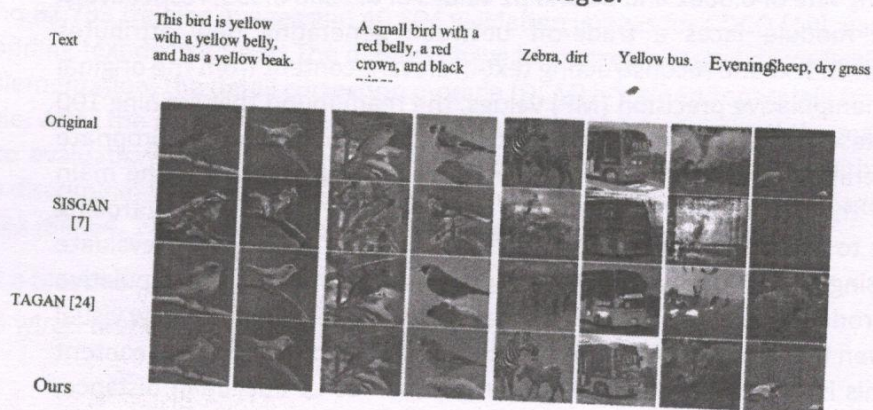 ages.
Text
This bird is yellow
with a yellow belly,
and has a yellow beak.
A small bird with a
red belly, a red
crown, and black
Zebra, dirt
Yellow bus.
Evening
Sheep, dry grass
Original
SISGAN
[7]
TAGAN [24]
Ours